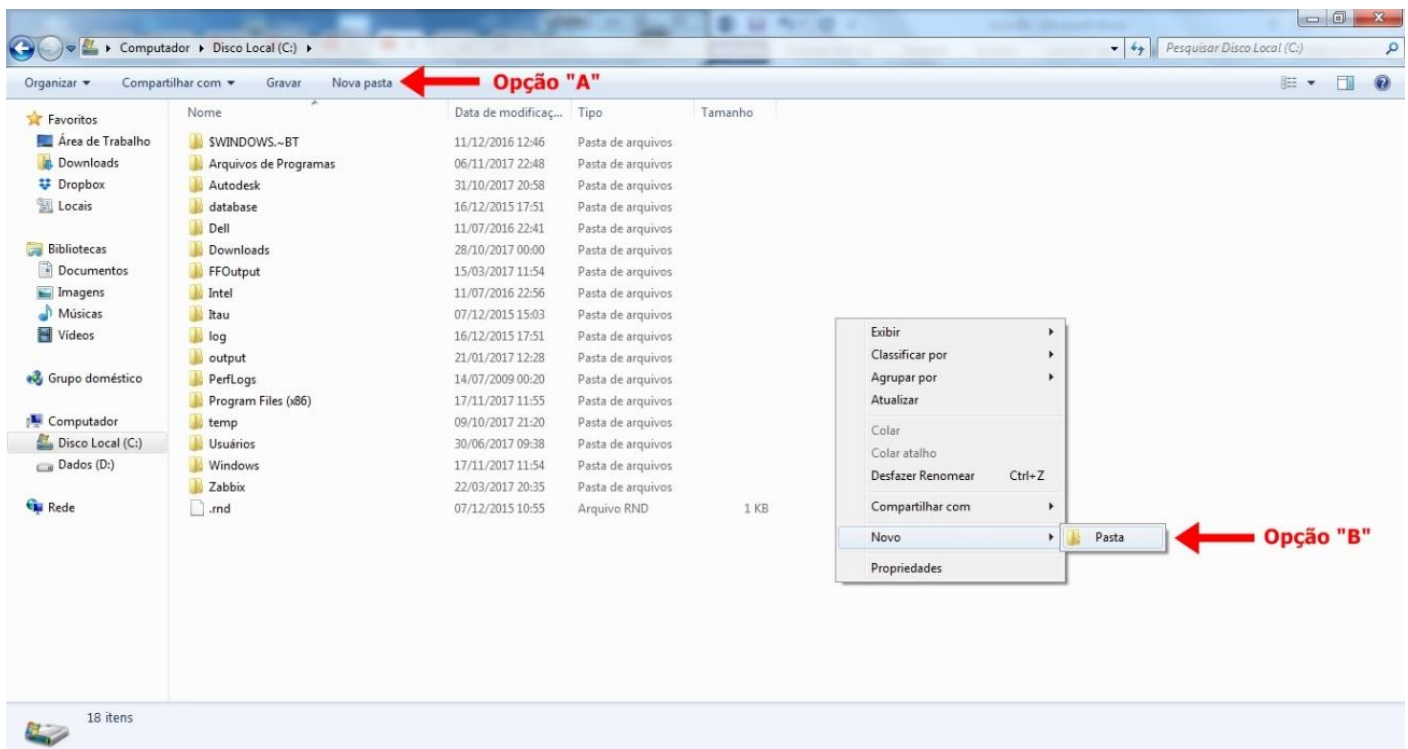 Computador ▸ Disco Local (C:) ▸
Pesquisar Disco Local (C:)
Organizar Compartilhar com Gravar Nova pasta Opção "A"
Favoritos
Área de Trabalho
Downloads
Dropbox
Locais
Bibliotecas
Documentos
Imagens
Músicas
Vídeos
Grupo doméstico
Computador
Disco Local (C:)
Dados (D:)
Rede
Nome Data de modificaç... Tipo Tamanho
$WINDOWS.~BT 11/12/2016 12:46 Pasta de arquivos
Arquivos de Programas 06/11/2017 22:48 Pasta de arquivos
Autodesk 31/10/2017 20:58 Pasta de arquivos
database 16/12/2015 17:51 Pasta de arquivos
Dell 11/07/2016 22:41 Pasta de arquivos
Downloads 28/10/2017 00:00 Pasta de arquivos
FFOutput 15/03/2017 11:54 Pasta de arquivos
Intel 11/07/2016 22:56 Pasta de arquivos
Itau 07/12/2015 15:03 Pasta de arquivos
log 16/12/2015 17:51 Pasta de arquivos
output 21/01/2017 12:28 Pasta de arquivos
PerfLogs 14/07/2009 00:20 Pasta de arquivos
Program Files (x86) 17/11/2017 11:55 Pasta de arquivos
temp 09/10/2017 21:20 Pasta de arquivos
Usuários 30/06/2017 09:38 Pasta de arquivos
Windows 17/11/2017 11:54 Pasta de arquivos
Zabbix 22/03/2017 20:35 Pasta de arquivos
.rnd 07/12/2015 10:55 Arquivo RND 1 KB
Exibir
Classificar por
Agrupar por
Atualizar
Colar
Colar atalho
Desfazer Renomear Ctrl+Z
Compartilhar com
Novo Pasta Opção "B"
Propriedades
18 itens